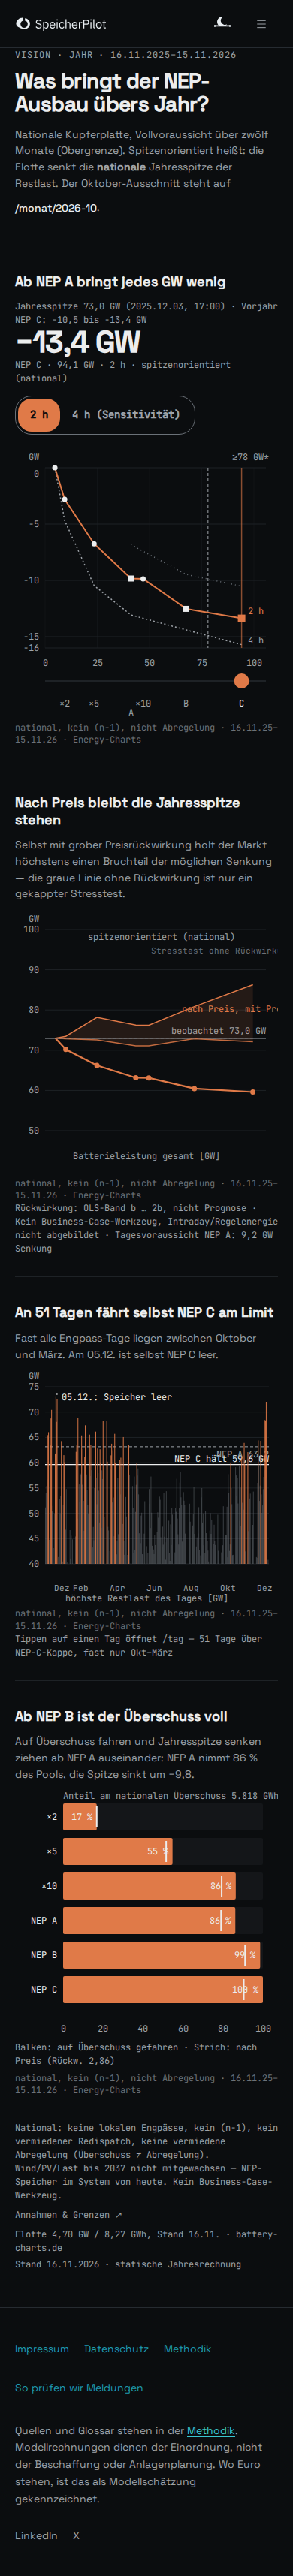 SpeicherPilot
VISION · JAHR · 16.11.2025–15.11.2026
Was bringt der NEP-
Ausbau übers Jahr?
Nationale Kupferplatte, Vollvoraussicht über zwölf
Monate (Obergrenze). Spitzenorientiert heißt: die
Flotte senkt die nationale Jahresspitze der
Restlast. Der Oktober-Ausschnitt steht auf
/monat/2026-10.
Ab NEP A bringt jedes GW wenig
Jahresspitze 73,0 GW (2025.12.03, 17:00) · Vorjahr
NEP C: -10,5 bis -13,4 GW
−13,4 GW
NEP C · 94,1 GW · 2 h · spitzenorientiert
(national)
2 h
4 h (Sensitivität)
GW
≥78 GW*
0
-5
-10
-15
-16
2 h
4 h
0 25 50 75 100
×2 ×5 ×10 B C
A
national, kein (n-1), nicht Abregelung · 16.11.25–
15.11.26 · Energy-Charts
Nach Preis bleibt die Jahresspitze
stehen
Selbst mit grober Preisrückwirkung holt der Markt
höchstens einen Bruchteil der möglichen Senkung
— die graue Linie ohne Rückwirkung ist nur ein
gekappter Stresstest.
GW
100
spitzenorientiert (national)
Stresstest ohne Rückwirk
90
80
nach Preis, mit Pr
beobachtet 73,0 GW
70
60
50
Batterieleistung gesamt [GW]
national, kein (n-1), nicht Abregelung · 16.11.25–
15.11.26 · Energy-Charts
Rückwirkung: OLS-Band b … 2b, nicht Prognose ·
Kein Business-Case-Werkzeug, Intraday/Regelenergie
nicht abgebildet · Tagesvoraussicht NEP A: 9,2 GW
Senkung
An 51 Tagen fährt selbst NEP C am Limit
Fast alle Engpass-Tage liegen zwischen Oktober
und März. Am 05.12. ist selbst NEP C leer.
GW
75
05.12.: Speicher leer
70
65
NEP A 63,
NEP C hält 59,6 GW
60
55
50
45
40
Dez Feb Apr Jun Aug Okt Dez
höchste Restlast des Tages [GW]
national, kein (n-1), nicht Abregelung · 16.11.25–
15.11.26 · Energy-Charts
Tippen auf einen Tag öffnet /tag — 51 Tage über
NEP-C-Kappe, fast nur Okt–März
Ab NEP B ist der Überschuss voll
Auf Überschuss fahren und Jahresspitze senken
ziehen ab NEP A auseinander: NEP A nimmt 86 %
des Pools, die Spitze sinkt um −9,8.
Anteil am nationalen Überschuss 5.818 GWh
×2 17 %
×5 55 %
×10 86 %
NEP A 86 %
NEP B 99 %
NEP C 100 %
0 20 40 60 80 100
Balken: auf Überschuss gefahren · Strich: nach
Preis (Rückw. 2,86)
national, kein (n-1), nicht Abregelung · 16.11.25–
15.11.26 · Energy-Charts
National: keine lokalen Engpässe, kein (n-1), kein
vermiedener Redispatch, keine vermiedene
Abregelung (Überschuss ≠ Abregelung).
Wind/PV/Last bis 2037 nicht mitgewachsen — NEP-
Speicher im System von heute. Kein Business-Case-
Werkzeug.
Annahmen & Grenzen ↗
Flotte 4,70 GW / 8,27 GWh, Stand 16.11. · battery-
charts.de
Stand 16.11.2026 · statische Jahresrechnung
Impressum Datenschutz Methodik
So prüfen wir Meldungen
Quellen und Glossar stehen in der Methodik.
Modellrechnungen dienen der Einordnung, nicht
der Beschaffung oder Anlagenplanung. Wo Euro
stehen, ist das als Modellschätzung
gekennzeichnet.
LinkedIn X